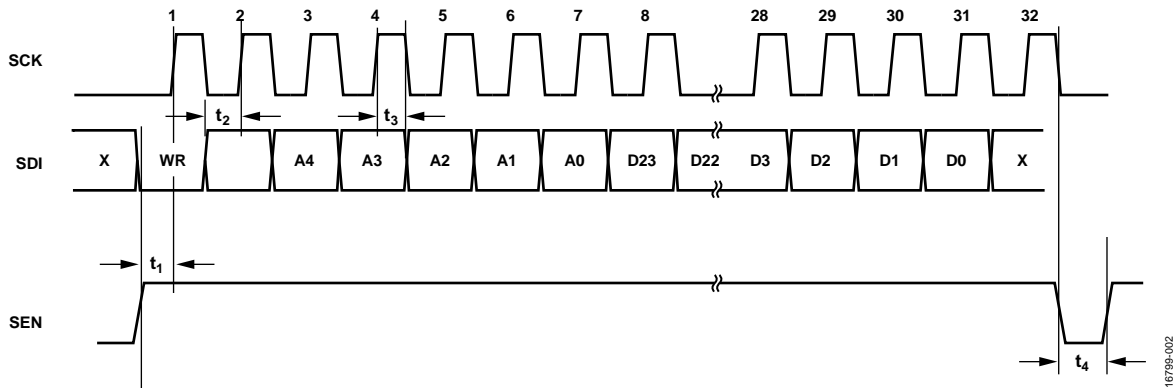 1 2 3 4 5 6 7 8 28 29 30 31 32
SCK
t2 t3
SDI X WR A4 A3 A2 A1 A0 D23 D22 D3 D2 D1 D0 X
t1
SEN
t4
16799-002